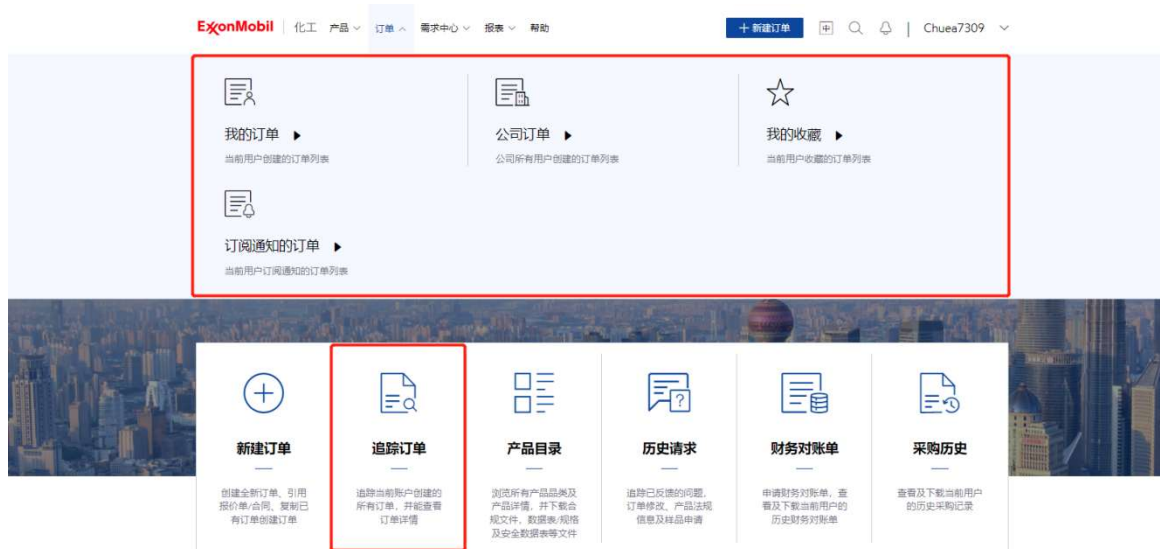 ExxonMobil 化工 产品 订单 需求中心 报表 帮助 + 新建订单 中 Chuea7309
我的订单 公司订单 我的收藏
当前用户创建的订单列表 公司所有用户创建的订单列表 当前用户收藏的订单列表
订阅通知的订单
当前用户订阅通知的订单列表
新建订单 追踪订单 产品目录 历史请求 财务对账单 采购历史
创建全新订单、引用 追踪当前账户创建的 浏览所有产品品类及 追踪已反馈的问题, 申请财务对账单, 查 查看及下载当前用户
报价单/合同、复制已 所有订单, 并能查看 产品详情, 并下载合 订单修改、产品法规 看及下载当前用户的 的历史采购记录
有订单创建订单 订单详情 规文件、数据表/规格 信息及样品申请 历史财务对账单
及安全数据表等文件